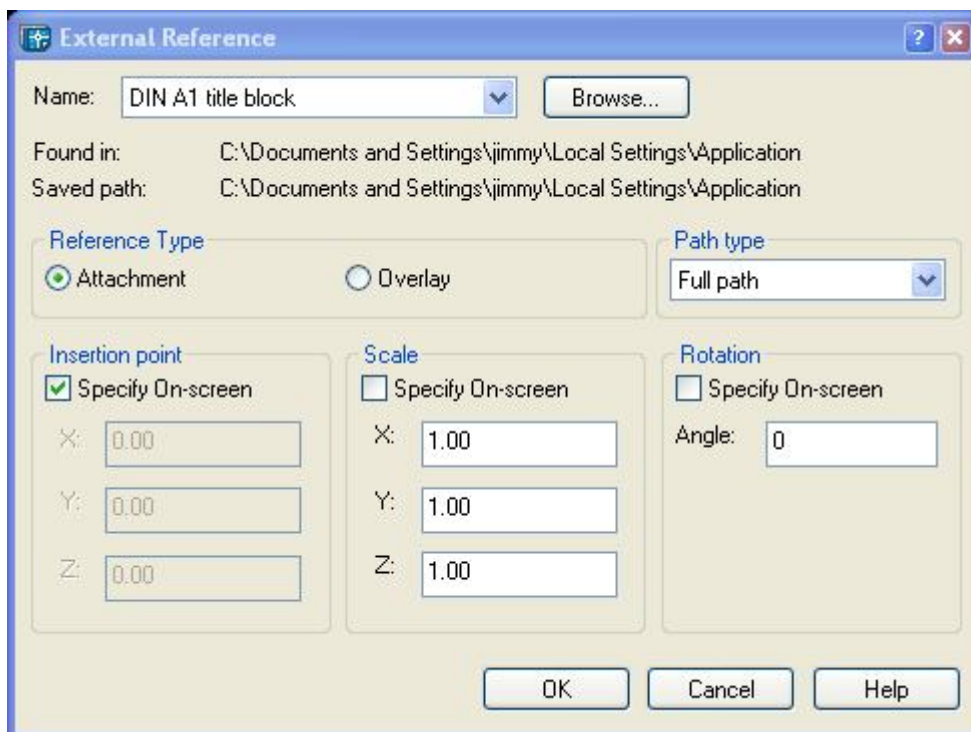 External Reference
Name: DIN A1 title block Browse...
Found in: C:\Documents and Settings\jimmy\Local Settings\Application
Saved path: C:\Documents and Settings\jimmy\Local Settings\Application
Reference Type
Attachment Overlay
Path type
Full path
Insertion point
Specify On-screen
X: 0.00
Y: 0.00
Z: 0.00
Scale
Specify On-screen
X: 1.00
Y: 1.00
Z: 1.00
Rotation
Specify On-screen
Angle: 0
OK Cancel Help